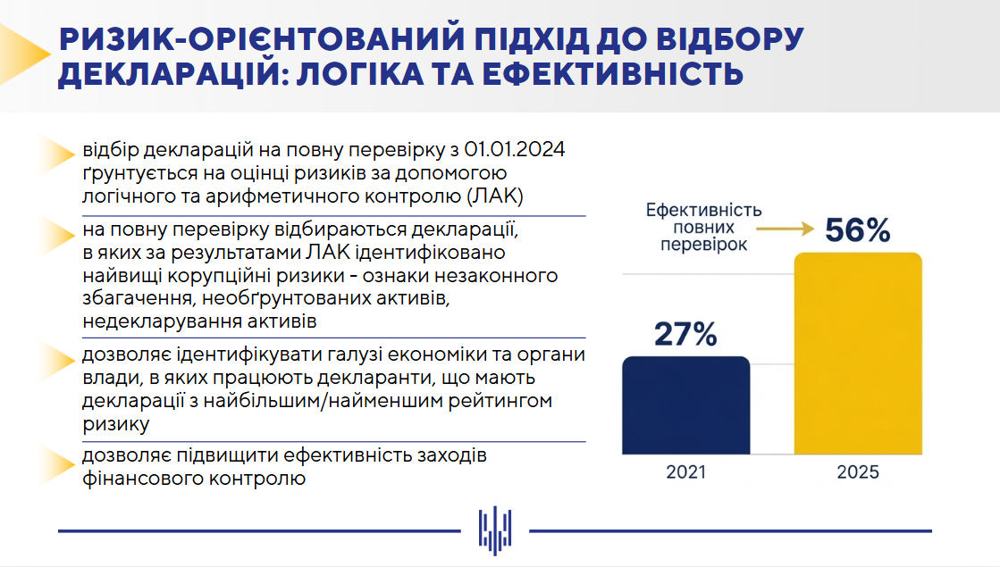 РИЗИК-ОРІЄНТОВАНИЙ ПІДХІД ДО ВІДБОРУ
ДЕКЛАРАЦІЙ: ЛОГІКА ТА ЕФЕКТИВНІСТЬ
відбір декларацій на повну перевірку з 01.01.2024
ґрунтується на оцінці ризиків за допомогою
логічного та арифметичного контролю (ЛАК)
на повну перевірку відбираються декларації,
в яких за результатами ЛАК ідентифіковано
найвищі корупційні ризики - ознаки незаконного
збагачення, необґрунтованих активів,
недекларування активів
дозволяє ідентифікувати галузі економіки та органи
влади, в яких працюють декларанти, що мають
декларації з найбільшим/найменшим рейтингом
ризику
дозволяє підвищити ефективність заходів
фінансового контролю
Ефективність
повних
перевірок
56%
27%
2021
2025